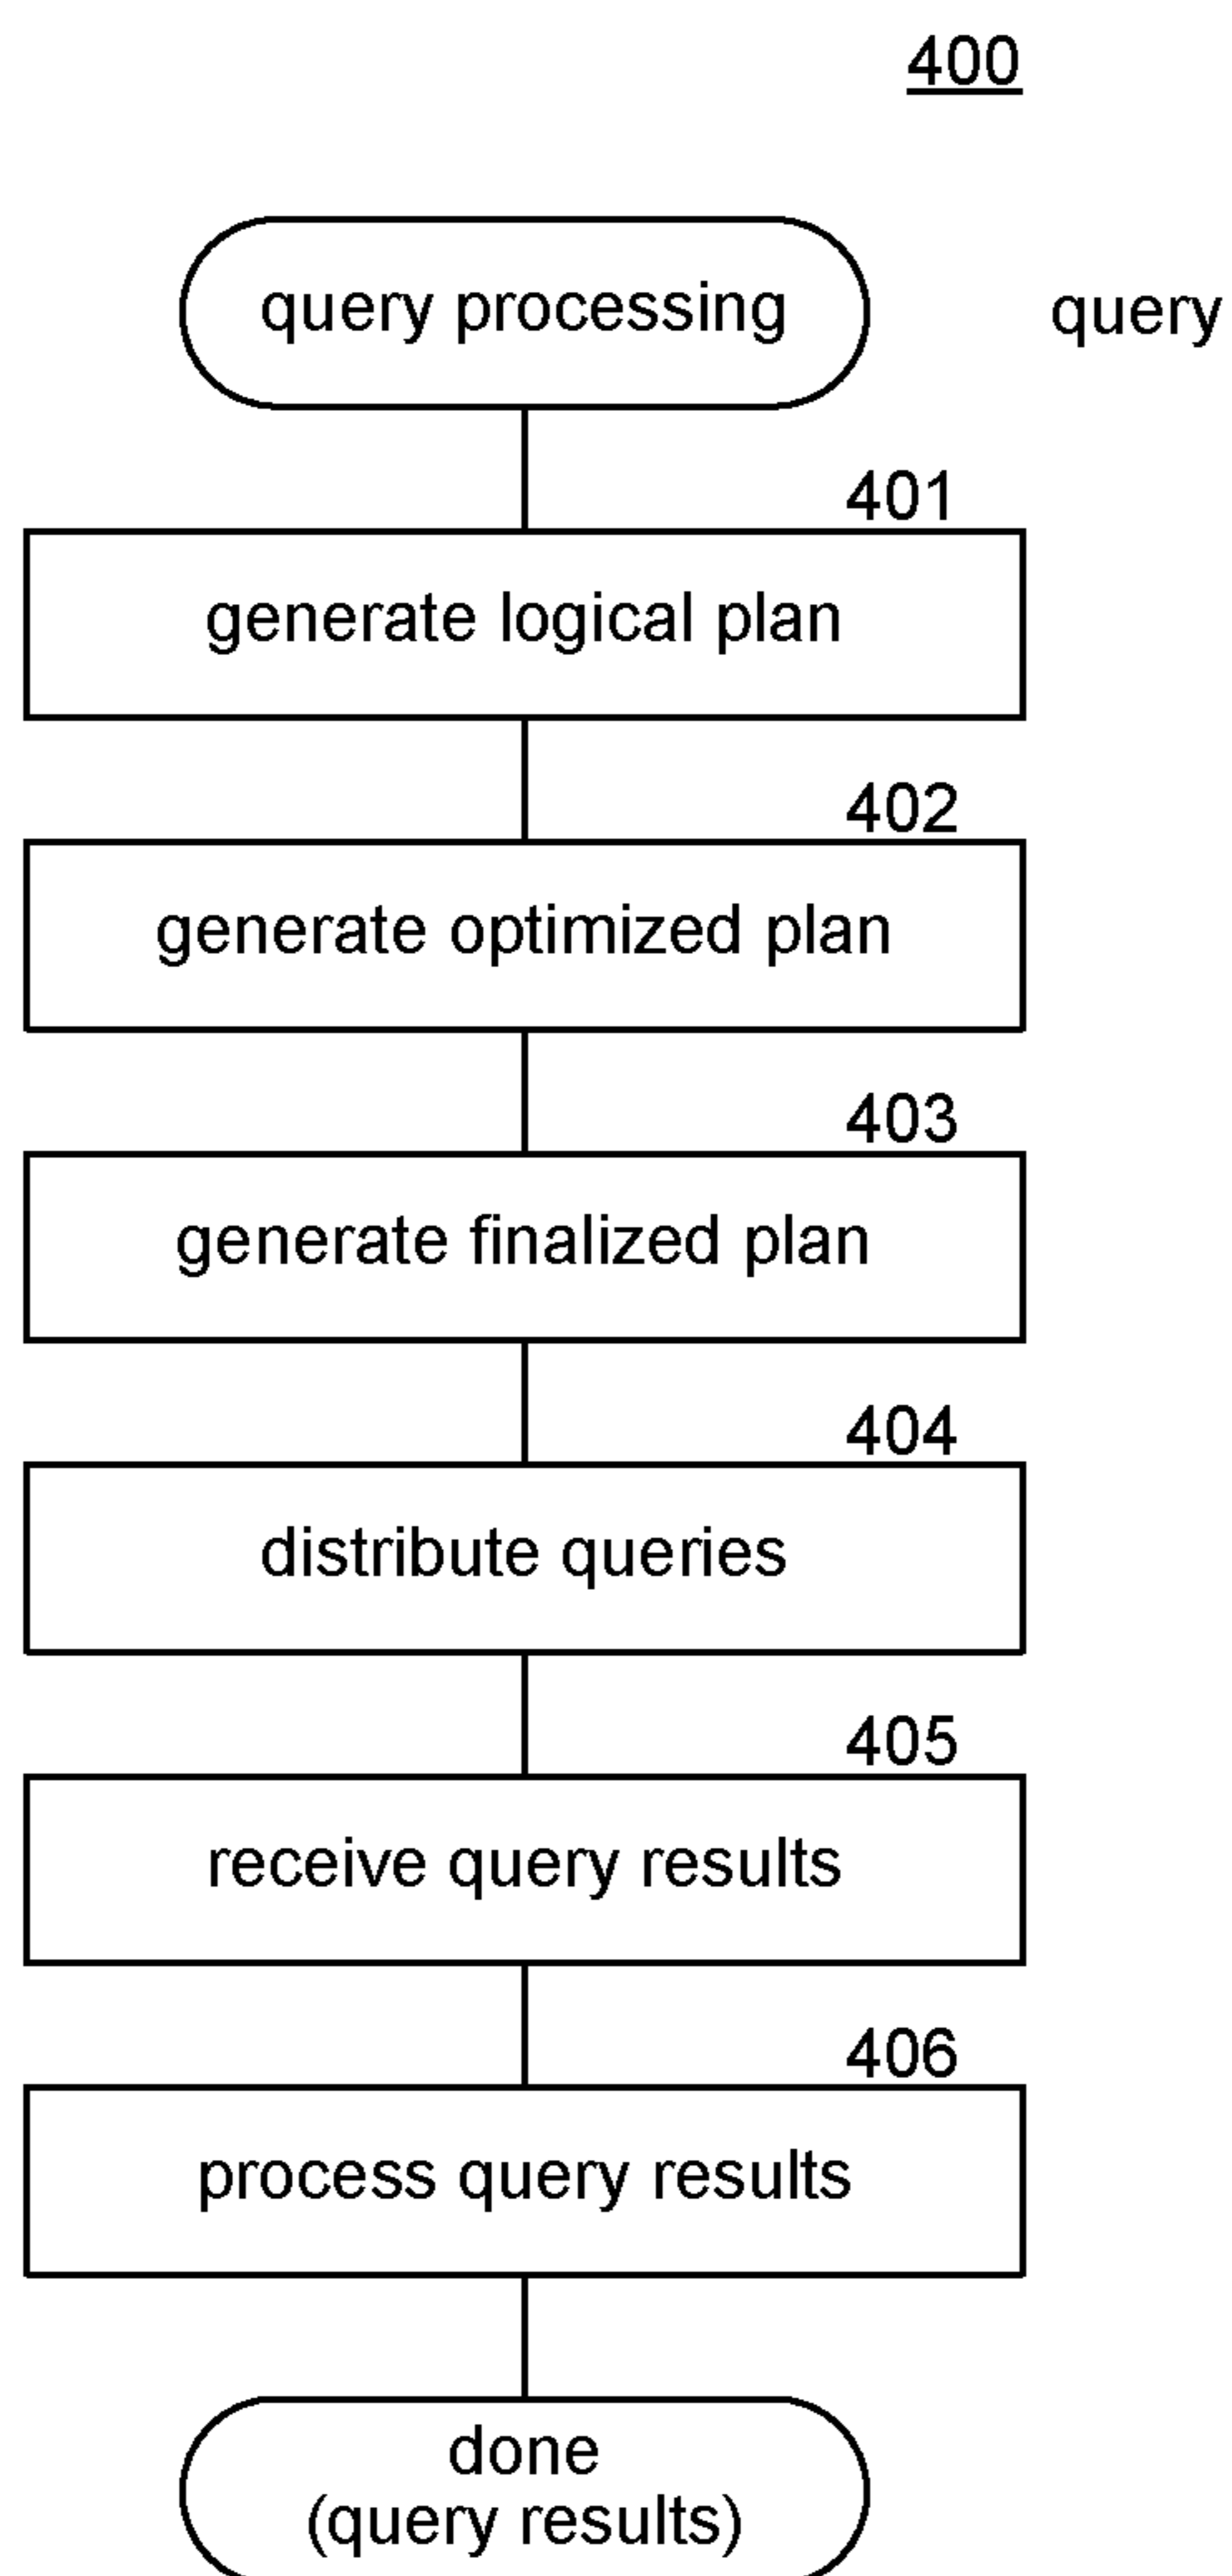 400
query processing
query
401
generate logical plan
402
generate optimized plan
403
generate finalized plan
404
distribute queries
405
receive query results
406
process query results
done
(query results)